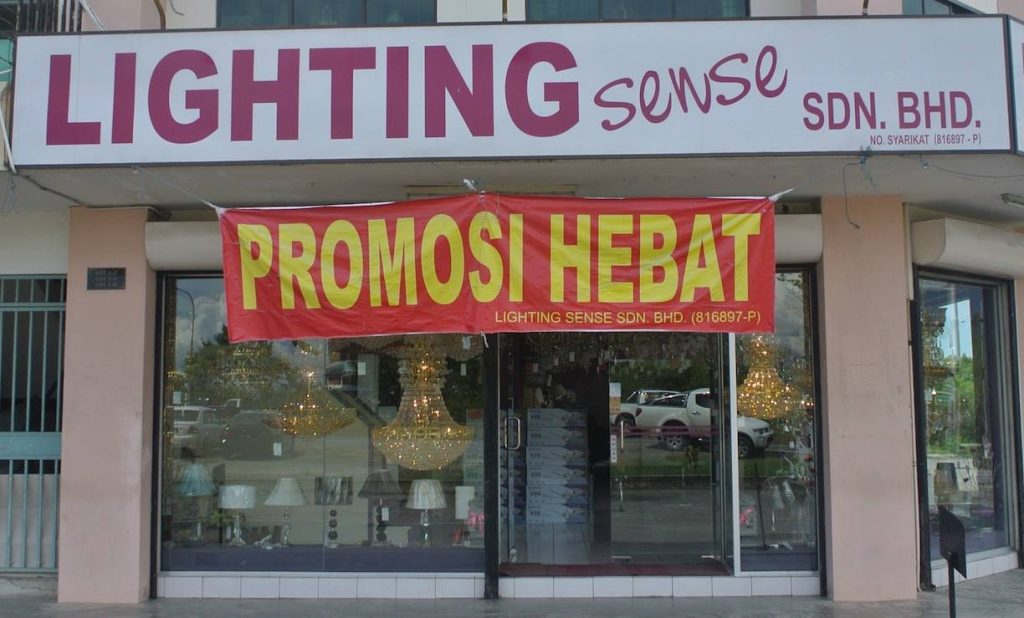 LIGHTING sense SDN. BHD.
NO. SYARIKAT (816897 - P)
PROMOSI HEBAT
LIGHTING SENSE SDN. BHD. (816897-P)